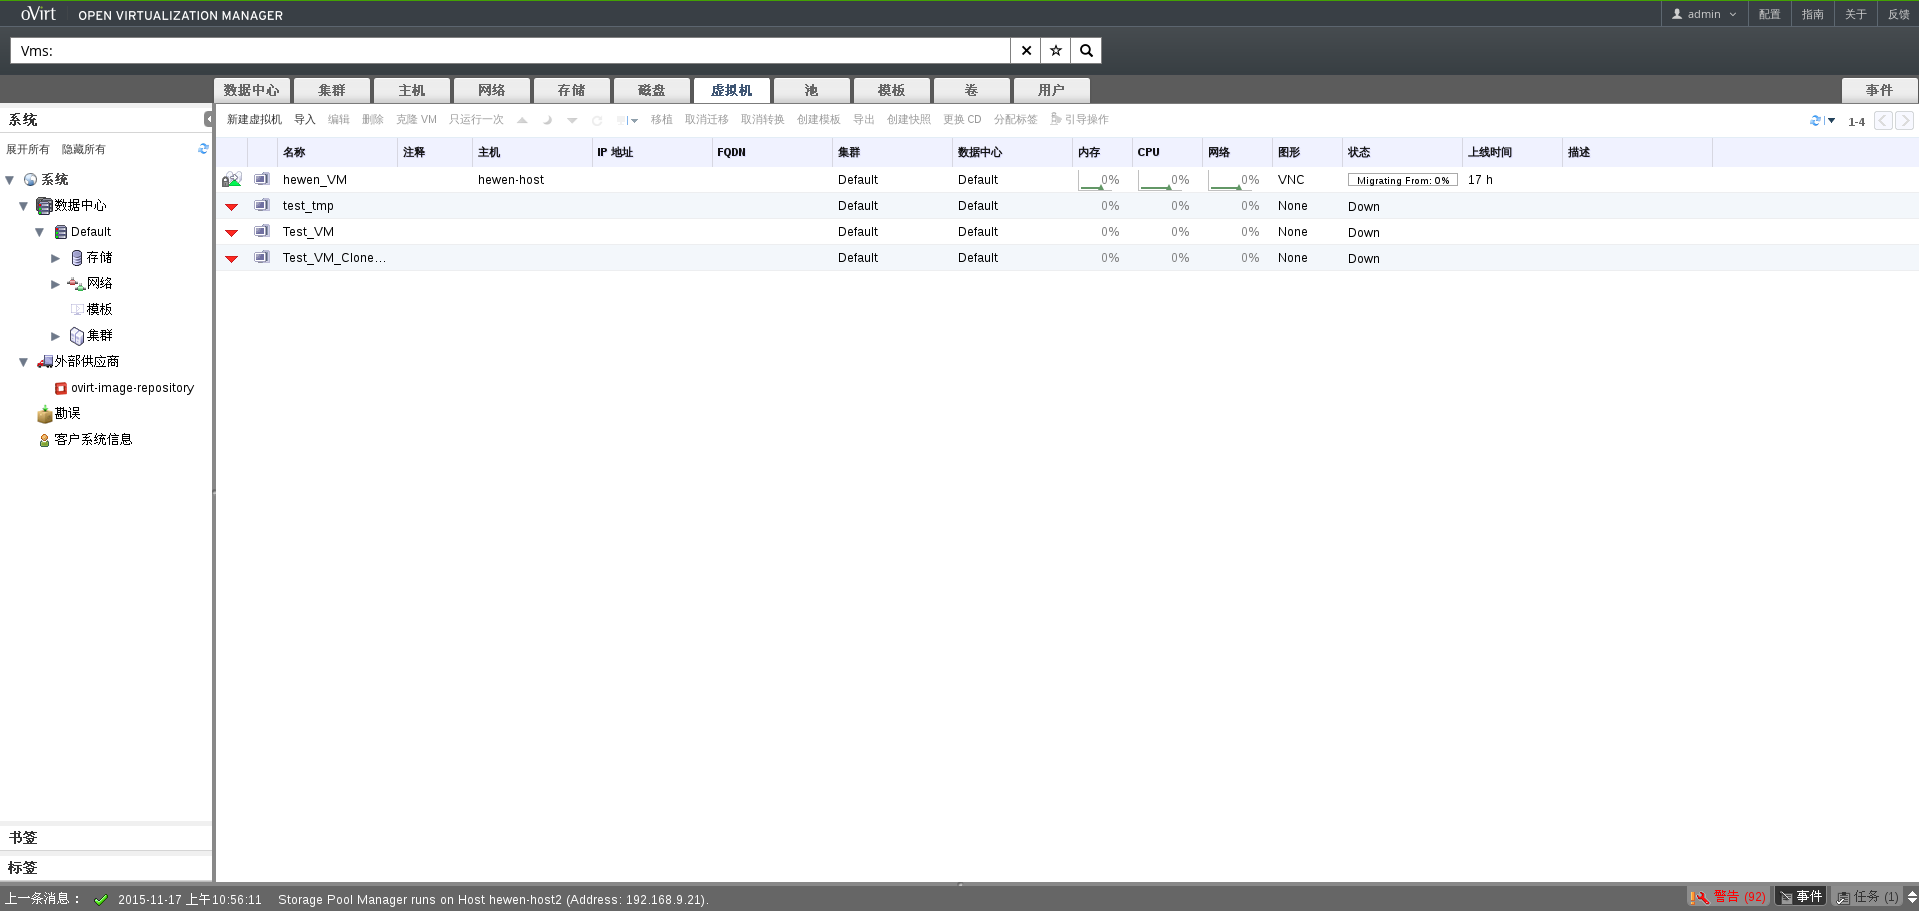 oVirt OPEN VIRTUALIZATION MANAGER admin 配置 指南 关于 反馈
Vms:
数据中心 集群 主机 网络 存储 磁盘 虚拟机 池 模板 卷 用户 事件
系统
新建虚拟机 导入 编辑 删除 克隆 VM 只运行一次 移植 取消迁移 取消转换 创建模板 导出 创建快照 更换 CD 分配标签 引导操作 1-4
展开所有 隐藏所有
名称 注释 主机 IP 地址 FQDN 集群 数据中心 内存 CPU 网络 图形 状态 上线时间 描述
hewen_VM hewen-host Default Default 0% 0% 0% VNC Migrating From: 0% 17 h
test_tmp Default Default 0% 0% 0% None Down
Test_VM Default Default 0% 0% 0% None Down
Test_VM_Clone... Default Default 0% 0% 0% None Down
系统
数据中心
Default
存储
网络
模板
集群
外部供应商
ovirt-image-repository
勘误
客户系统信息
书签
标签
上一条消息： 2015-11-17 上午10:56:11 Storage Pool Manager runs on Host hewen-host2 (Address: 192.168.9.21). 警告 (92) 事件 任务 (1)